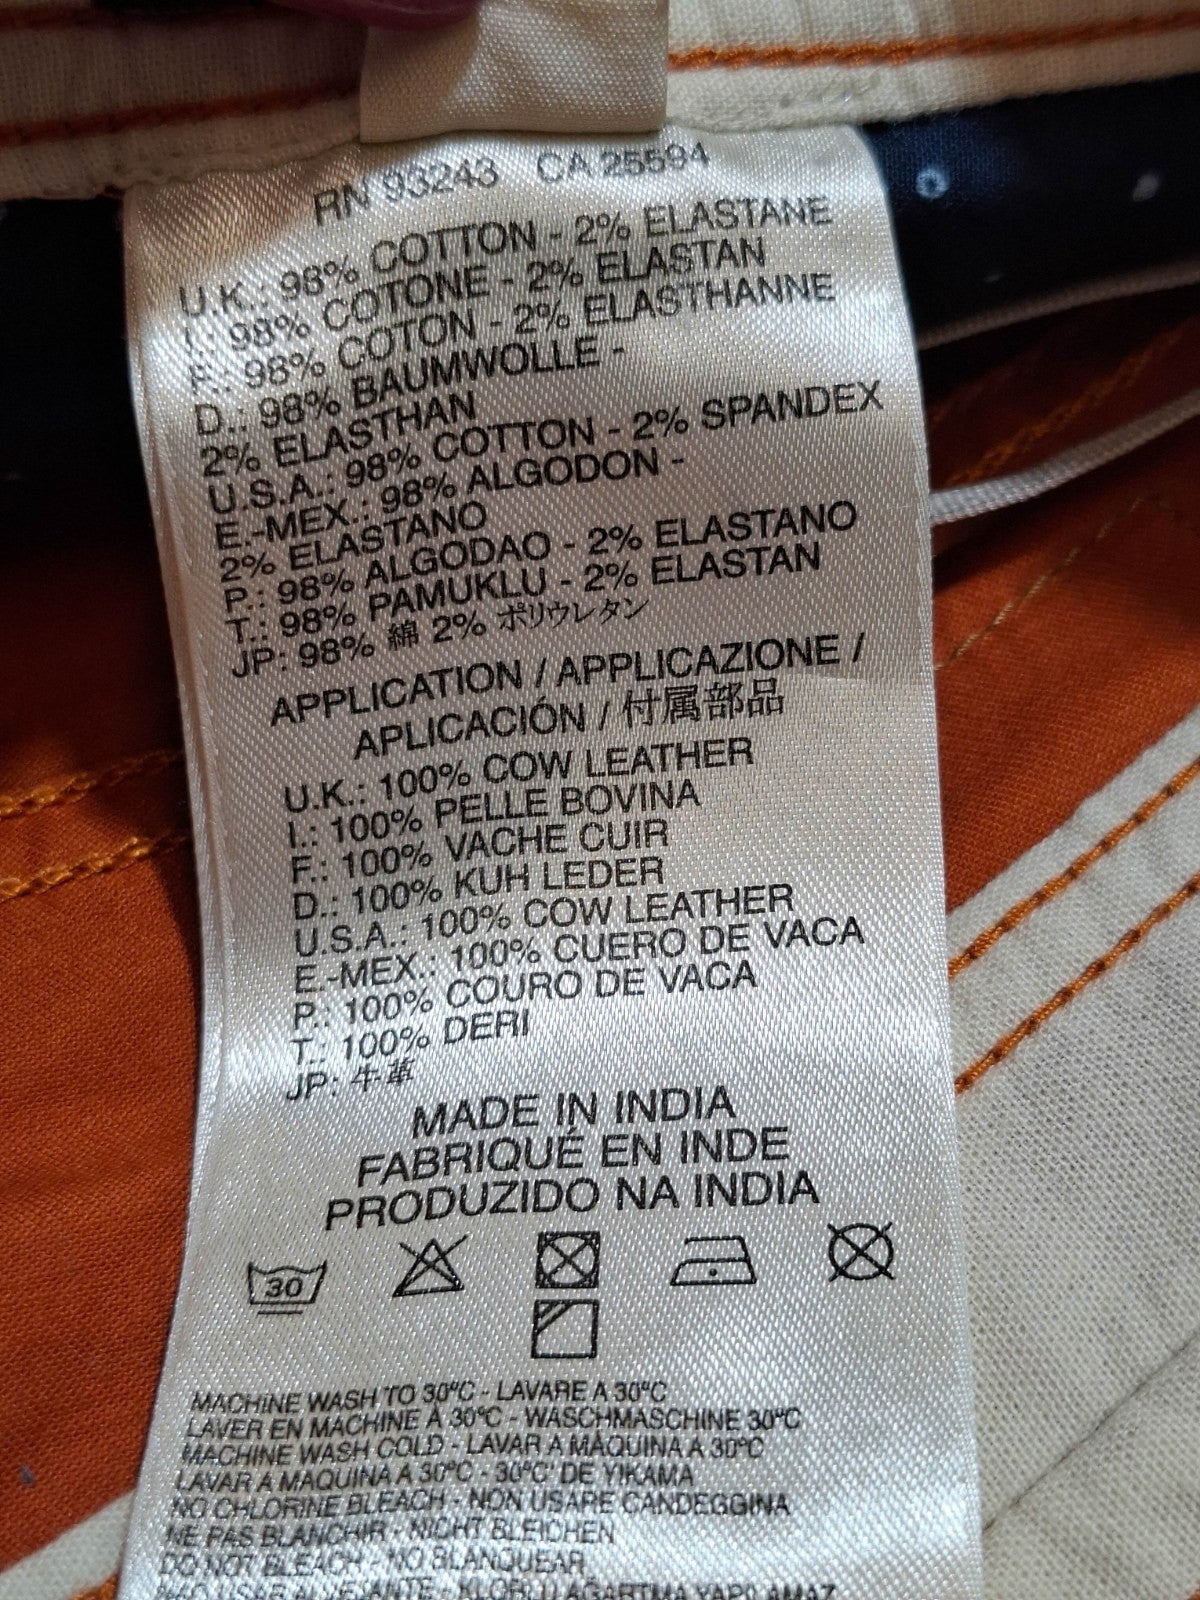 RN 93243 CA 25594
U.K.: 98% COTTON - 2% ELASTANE
I.: 98% COTONE - 2% ELASTAN
F.: 98% COTON - 2% ELASTHANNE
D.: 98% BAUMWOLLE -
2% ELASTHAN
U.S.A.: 98% COTTON - 2% SPANDEX
E.-MEX.: 98% ALGODON -
2% ELASTANO
P.: 98% ALGODAO - 2% ELASTANO
T.: 98% PAMUKLU - 2% ELASTAN
JP: 98% 綿 2% ポリウレタン
APPLICATION / APPLICAZIONE /
APLICACIÓN / 付属部品
U.K.: 100% COW LEATHER
I.: 100% PELLE BOVINA
F.: 100% VACHE CUIR
D.: 100% KUH LEDER
U.S.A.: 100% COW LEATHER
E.-MEX.: 100% CUERO DE VACA
P.: 100% COURO DE VACA
T.: 100% DERI
JP: 牛革
MADE IN INDIA
FABRIQUÉ EN INDE
PRODUZIDO NA INDIA
30
MACHINE WASH TO 30°C - LAVARE A 30°C
LAVER EN MACHINE À 30°C - WASCHMASCHINE 30°C
MACHINE WASH COLD - LAVAR A MÁQUINA A 30°C
LAVAR A MAQUINA A 30°C - 30°C' DE YIKAMA
NO CHLORINE BLEACH - NON USARE CANDEGGINA
NE PAS BLANCHIR - NICHT BLEICHEN
DO NOT BLEACH - NO BLANQUEAR
NAO USAR ALVEJANTE - KLORLU AĞARTMA YAPILAMAZ